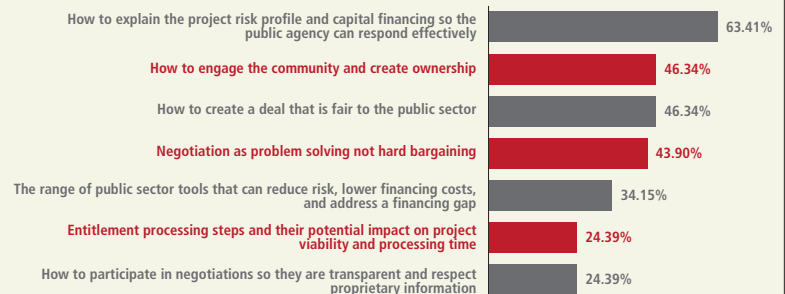 How to explain the project risk profile and capital financing so the
public agency can respond effectively
63.41%
How to engage the community and create ownership
46.34%
How to create a deal that is fair to the public sector
46.34%
Negotiation as problem solving not hard bargaining
43.90%
The range of public sector tools that can reduce risk, lower financing costs,
and address a financing gap
34.15%
Entitlement processing steps and their potential impact on project
viability and processing time
24.39%
How to participate in negotiations so they are transparent and respect
proprietary information
24.39%